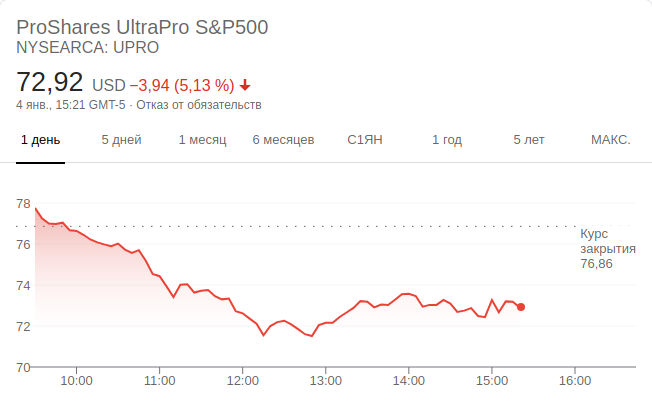 ProShares UltraPro S&P500
NYSEARCA: UPRO
72,92 USD −3,94 (5,13 %)
4 янв., 15:21 GMT-5 · Отказ от обязательств
1 день 5 дней 1 месяц 6 месяцев С1ЯН 1 год 5 лет МАКС.
78
76
74
72
70
Курс
закрытия
76,86
10:00 11:00 12:00 13:00 14:00 15:00 16:00